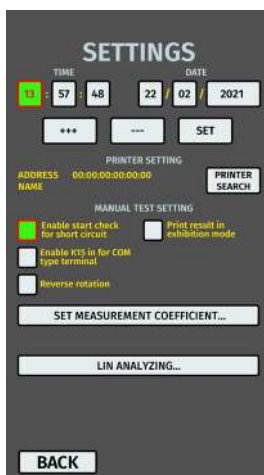 SETTINGS
TIME DATE
13 : 57 : 48 22 / 02 / 2021
+++ --- SET
PRINTER SETTING
ADDRESS 00:00:00:00:00:00
NAME
PRINTER
SEARCH
MANUAL TEST SETTING
Enable start check
for short circuit
Print result in
exhibition mode
Enable K15 in for COM
type terminal
Reverse rotation
SET MEASUREMENT COEFFICIENT...
LIN ANALYZING...
BACK